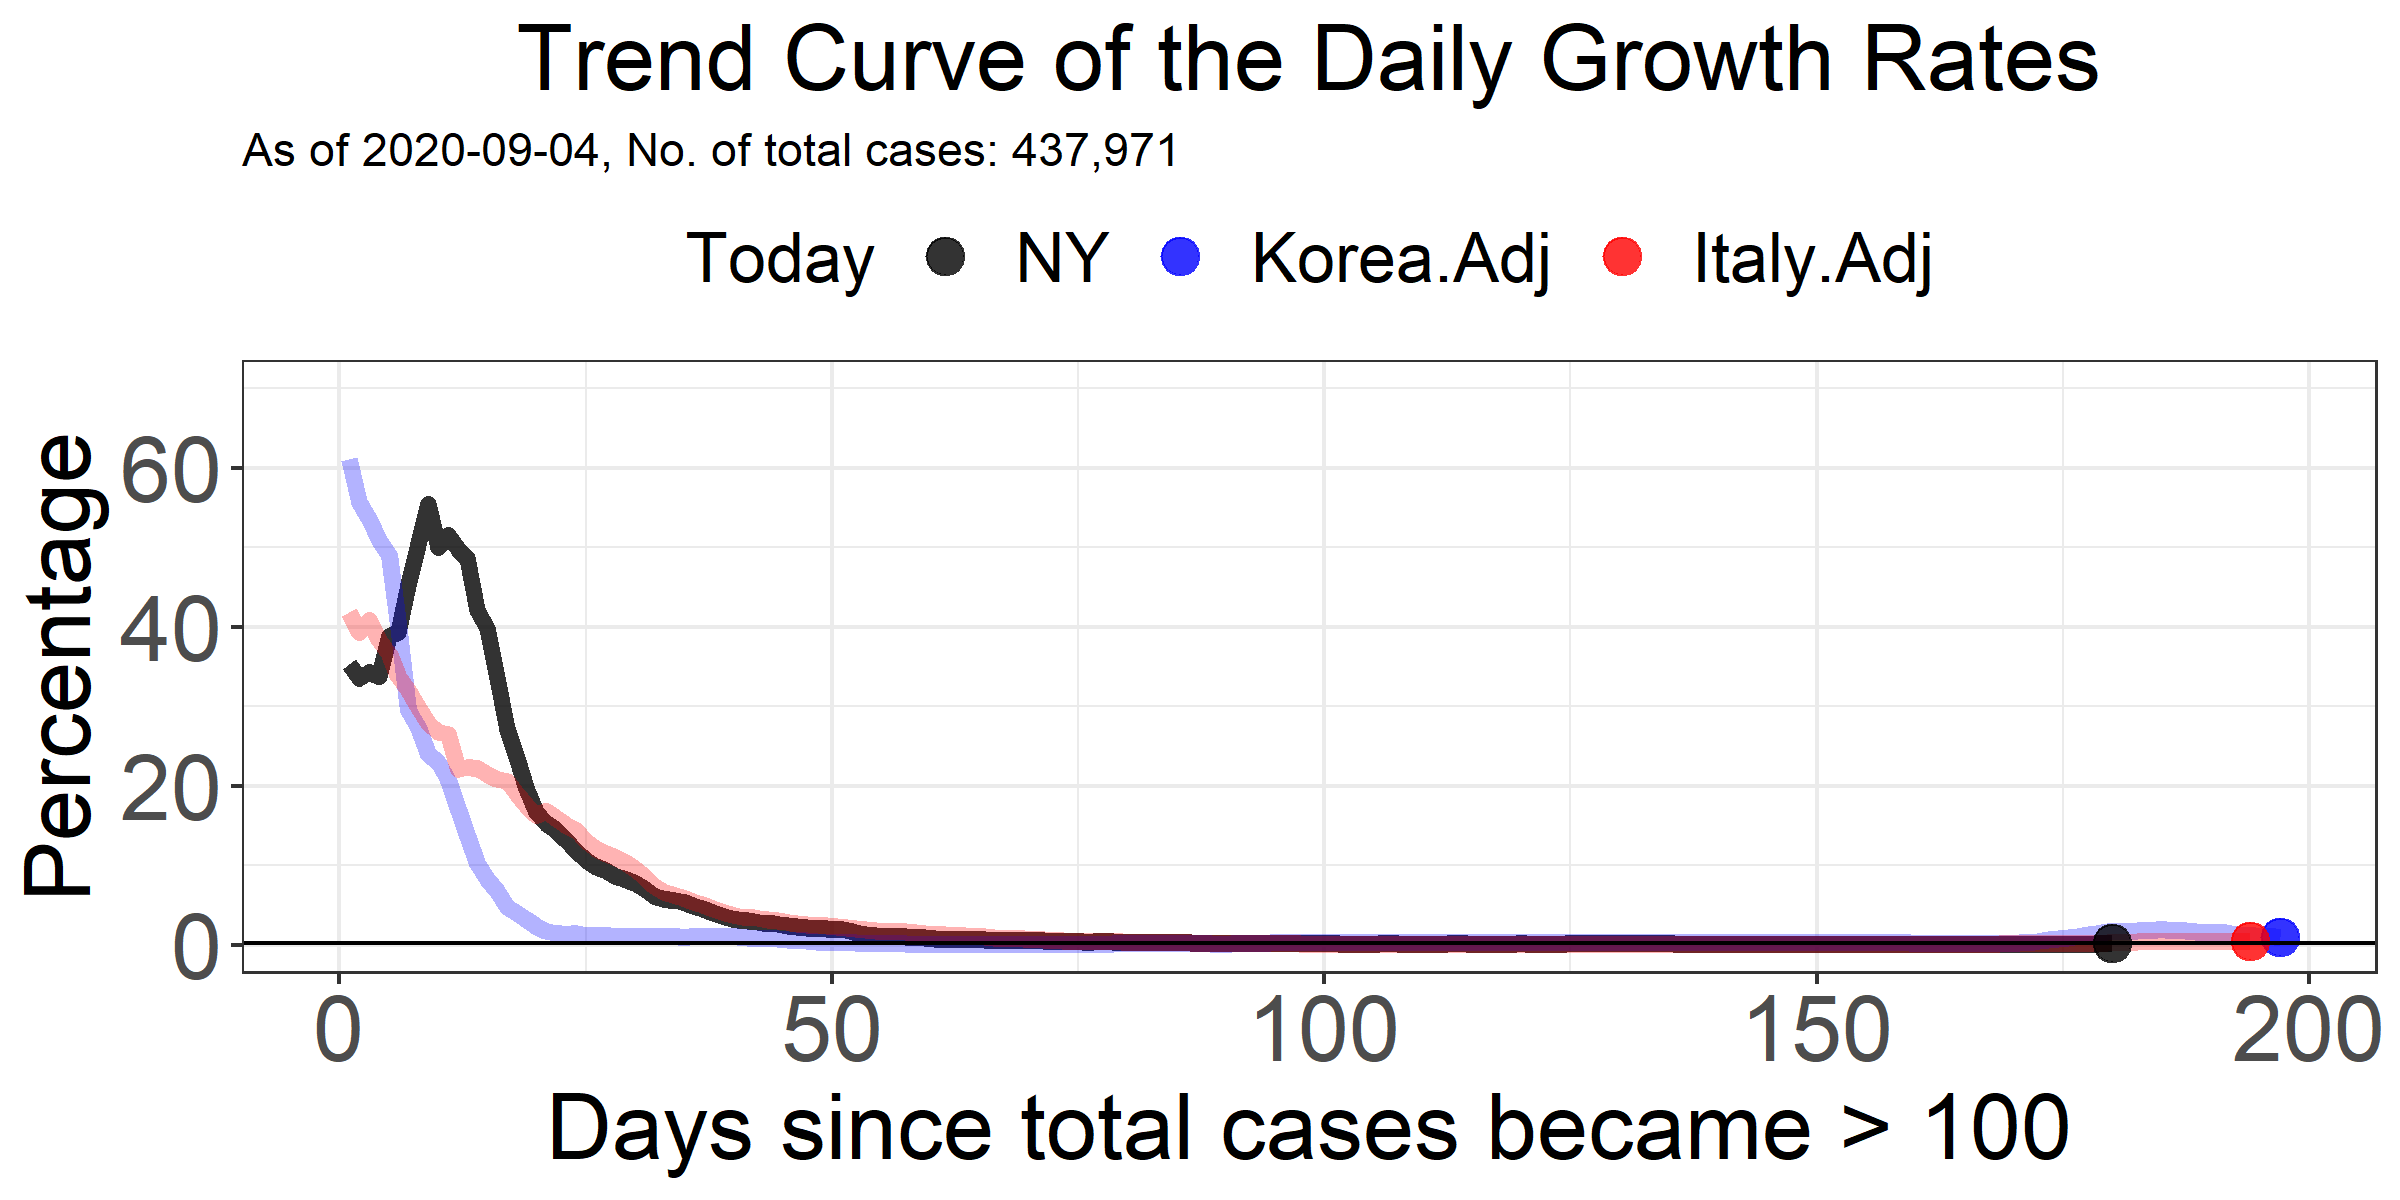 Trend Curve of the Daily Growth Rates
As of 2020-09-04, No. of total cases: 437,971
Today NY Korea.Adj Italy.Adj
Percentage
60
40
20
0
0 50 100 150 200
Days since total cases became > 100